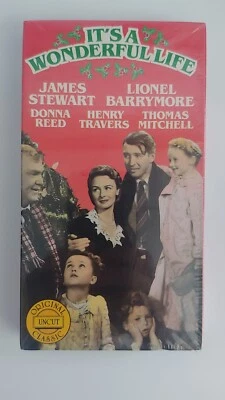 IT'S A
WONDERFUL LIFE
JAMES STEWART
LIONEL BARRYMORE
DONNA REED
HENRY TRAVERS
THOMAS MITCHELL
ORIGINAL
UNCUT
CLASSIC